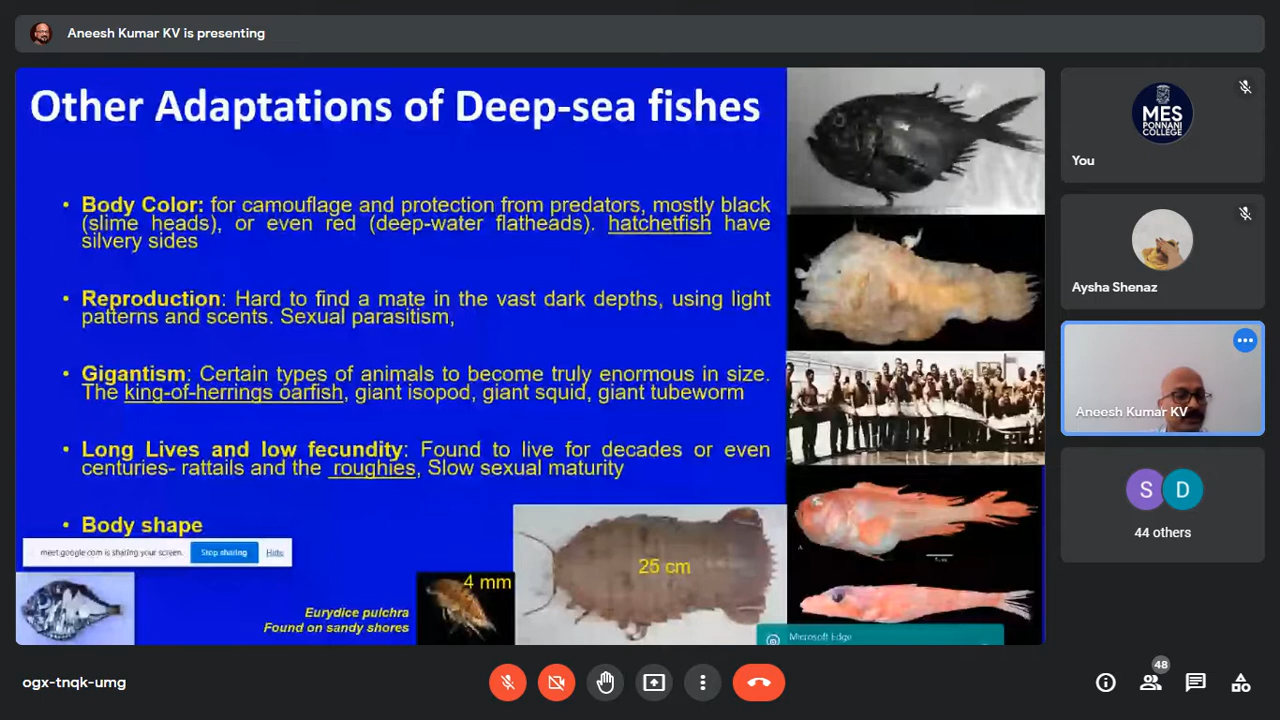 Aneesh Kumar KV is presenting
Other Adaptations of Deep-sea fishes
• Body Color: for camouflage and protection from predators, mostly black
(slime heads), or even red (deep-water flatheads). hatchetfish have
silvery sides
• Reproduction: Hard to find a mate in the vast dark depths, using light
patterns and scents. Sexual parasitism,
• Gigantism: Certain types of animals to become truly enormous in size.
The king-of-herrings oarfish, giant isopod, giant squid, giant tubeworm
• Long Lives and low fecundity: Found to live for decades or even
centuries- rattails and the roughies, Slow sexual maturity
• Body shape
meet.google.com is sharing your screen.
Stop sharing
Hide
4 mm
25 cm
Eurydice pulchra
Found on sandy shores
Microsoft Edge
MES
PONNANI
COLLEGE
You
Aysha Shenaz
Aneesh Kumar KV
S
D
44 others
ogx-tnqk-umg
48